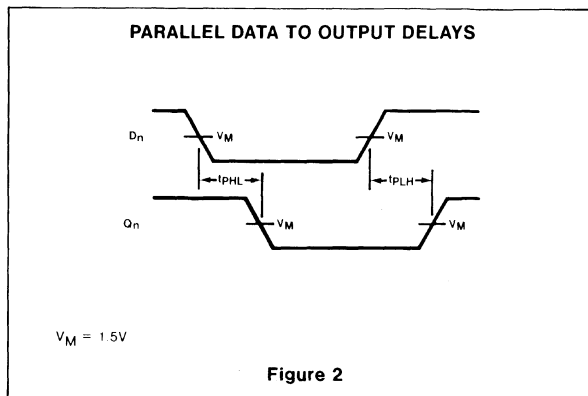 PARALLEL DATA TO OUTPUT DELAYS
Dn
VM
VM
tPHL
tPLH
Qn
VM
VM
VM = 1.5V
Figure 2